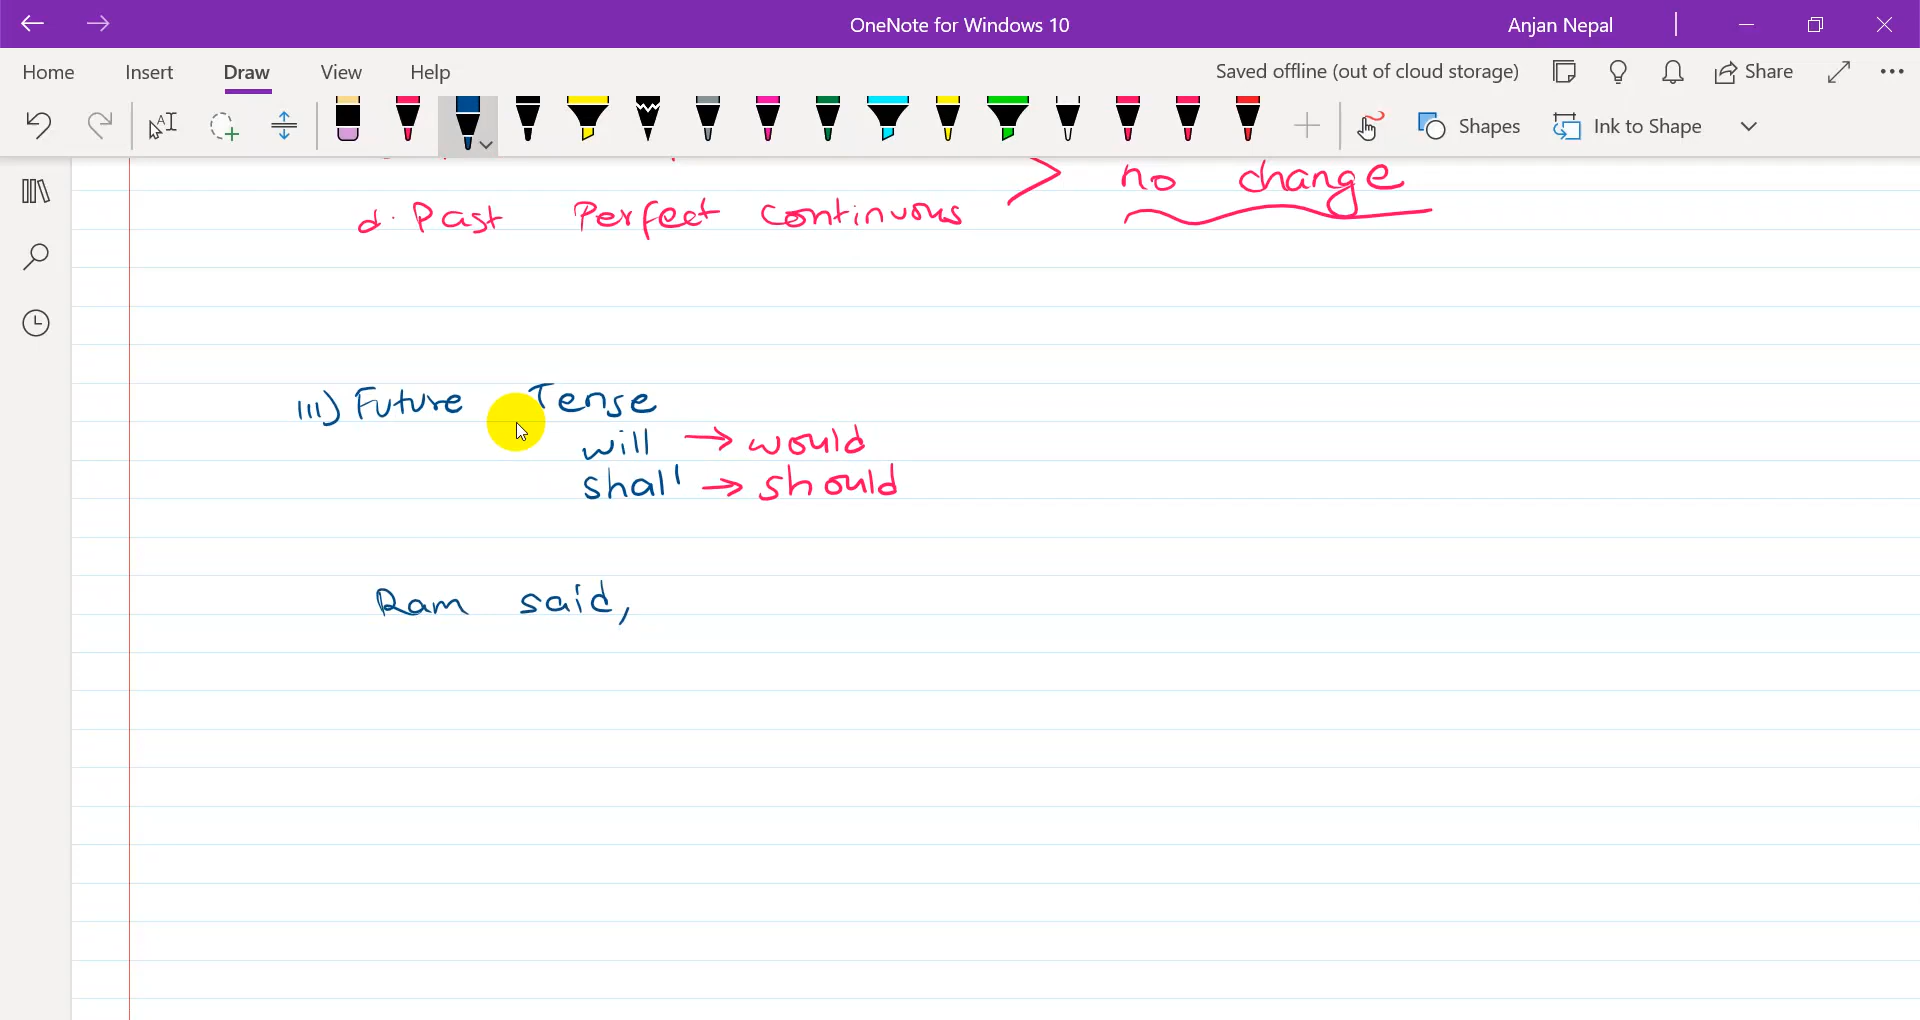 OneNote for Windows 10
Anjan Nepal
Home Insert Draw View Help
Saved offline (out of cloud storage)
Share
Shapes
Ink to Shape
no change
d. Past Perfect continuous
III) Future Tense
will → would
shall → should
Ram said,